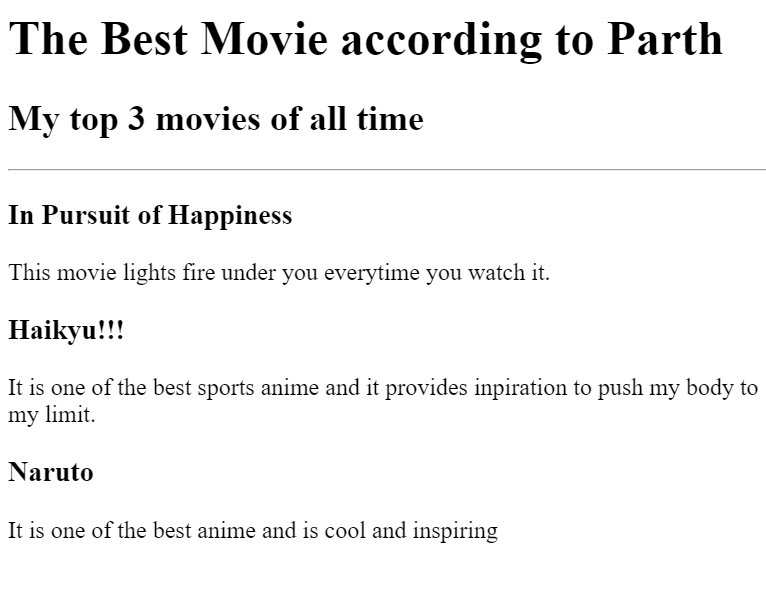 The Best Movie according to Parth
My top 3 movies of all time
In Pursuit of Happiness
This movie lights fire under you everytime you watch it.
Haikyu!!!
It is one of the best sports anime and it provides inpiration to push my body to
my limit.
Naruto
It is one of the best anime and is cool and inspiring